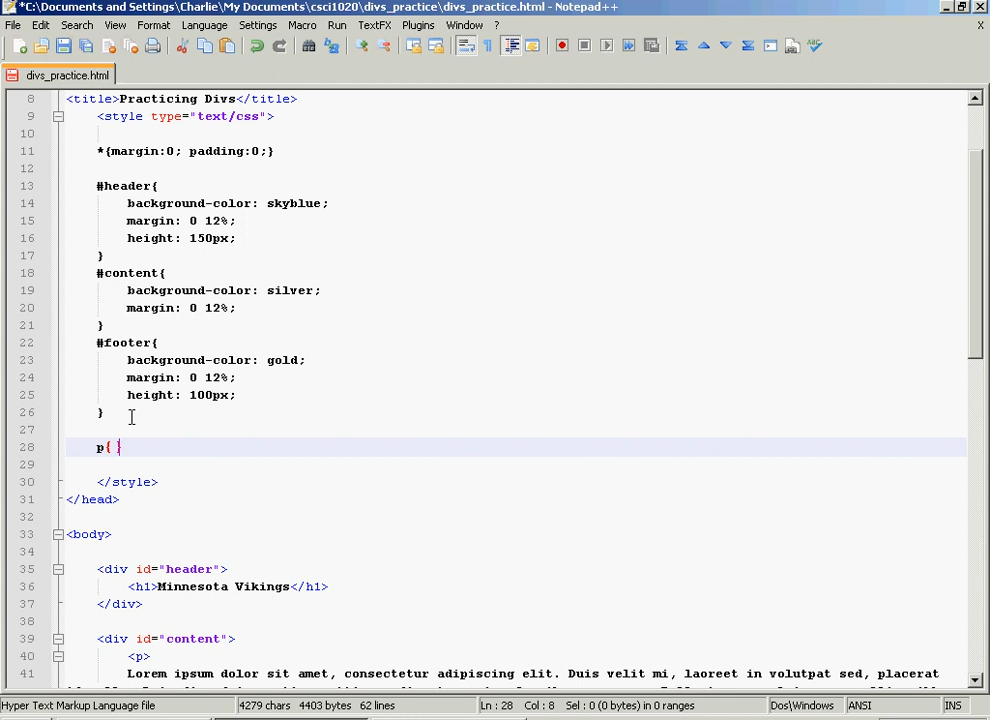 *C:\Documents and Settings\Charlie\My Documents\csci1020\divs_practice\divs_practice.html - Notepad++
File Edit Search View Format Language Settings Macro Run TextFX Plugins Window ? X
divs_practice.html
8 <title>Practicing Divs</title>
9 <style type="text/css">
10
11 *{margin:0; padding:0;}
12
13 #header{
14 background-color: skyblue;
15 margin: 0 12%;
16 height: 150px;
17 }
18 #content{
19 background-color: silver;
20 margin: 0 12%;
21 }
22 #footer{
23 background-color: gold;
24 margin: 0 12%;
25 height: 100px;
26 }
27
28 p{ }
29
30 </style>
31 </head>
32
33 <body>
34
35 <div id="header">
36 <h1>Minnesota Vikings</h1>
37 </div>
38
39 <div id="content">
40 <p>
41 Lorem ipsum dolor sit amet, consectetur adipiscing elit. Duis velit mi, laoreet in volutpat sed, placerat
Hyper Text Markup Language file 4279 chars 4403 bytes 62 lines Ln : 28 Col : 8 Sel : 0 (0 bytes) in 0 ranges Dos\Windows ANSI INS